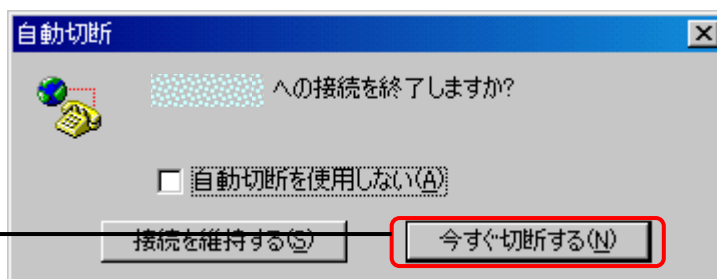 自動切断
への接続を終了しますか?
自動切断を使用しない(A)
接続を維持する(S) 今すぐ切断する(N)